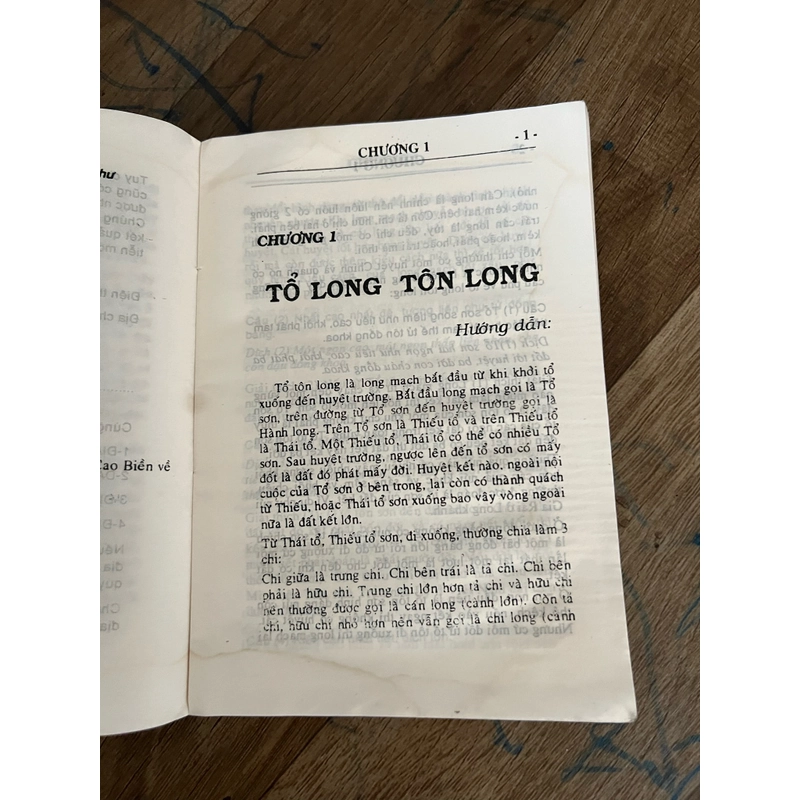 hư
Cao Biền về
CHƯƠNG 1
- 1 -
CHƯƠNG 1
TỔ LONG TÔN LONG
Hướng dẫn:
Tổ tôn long là long mạch bắt đầu từ khi khởi tổ
xuống đến huyệt trường. Bắt đầu long mạch gọi là Tổ
sơn, trên đường từ Tổ sơn đến huyệt trường gọi là
Hành long. Trên Tổ sơn là Thiếu tổ và trên Thiếu tổ
là Thái tổ. Một Thiếu tổ, Thái tổ có thể có nhiều Tổ
sơn. Sau huyệt trường, ngược lên đến tổ sơn có mấy
đốt là đất đó phát mấy đời. Huyệt kết nào, ngoài nội
cuộc của Tổ sơn ở bên trong, lại còn có thành quách
từ Thiếu, hoặc Thái tổ sơn xuống bao vây vòng ngoài
nữa là đất kết lớn.
Từ Thái tổ, Thiếu tổ sơn, đi xuống, thường chia làm 3
chi:
Chi giữa là trung chi. Chi bên trái là tả chi. Chi bên
phải là hữu chi. Trung chi lớn hơn tả chi và hữu chi
nên thường được gọi là cán long (cành lớn). Còn tả
chi, hữu chi nhỏ hơn nên vẫn gọi là chi long (cành